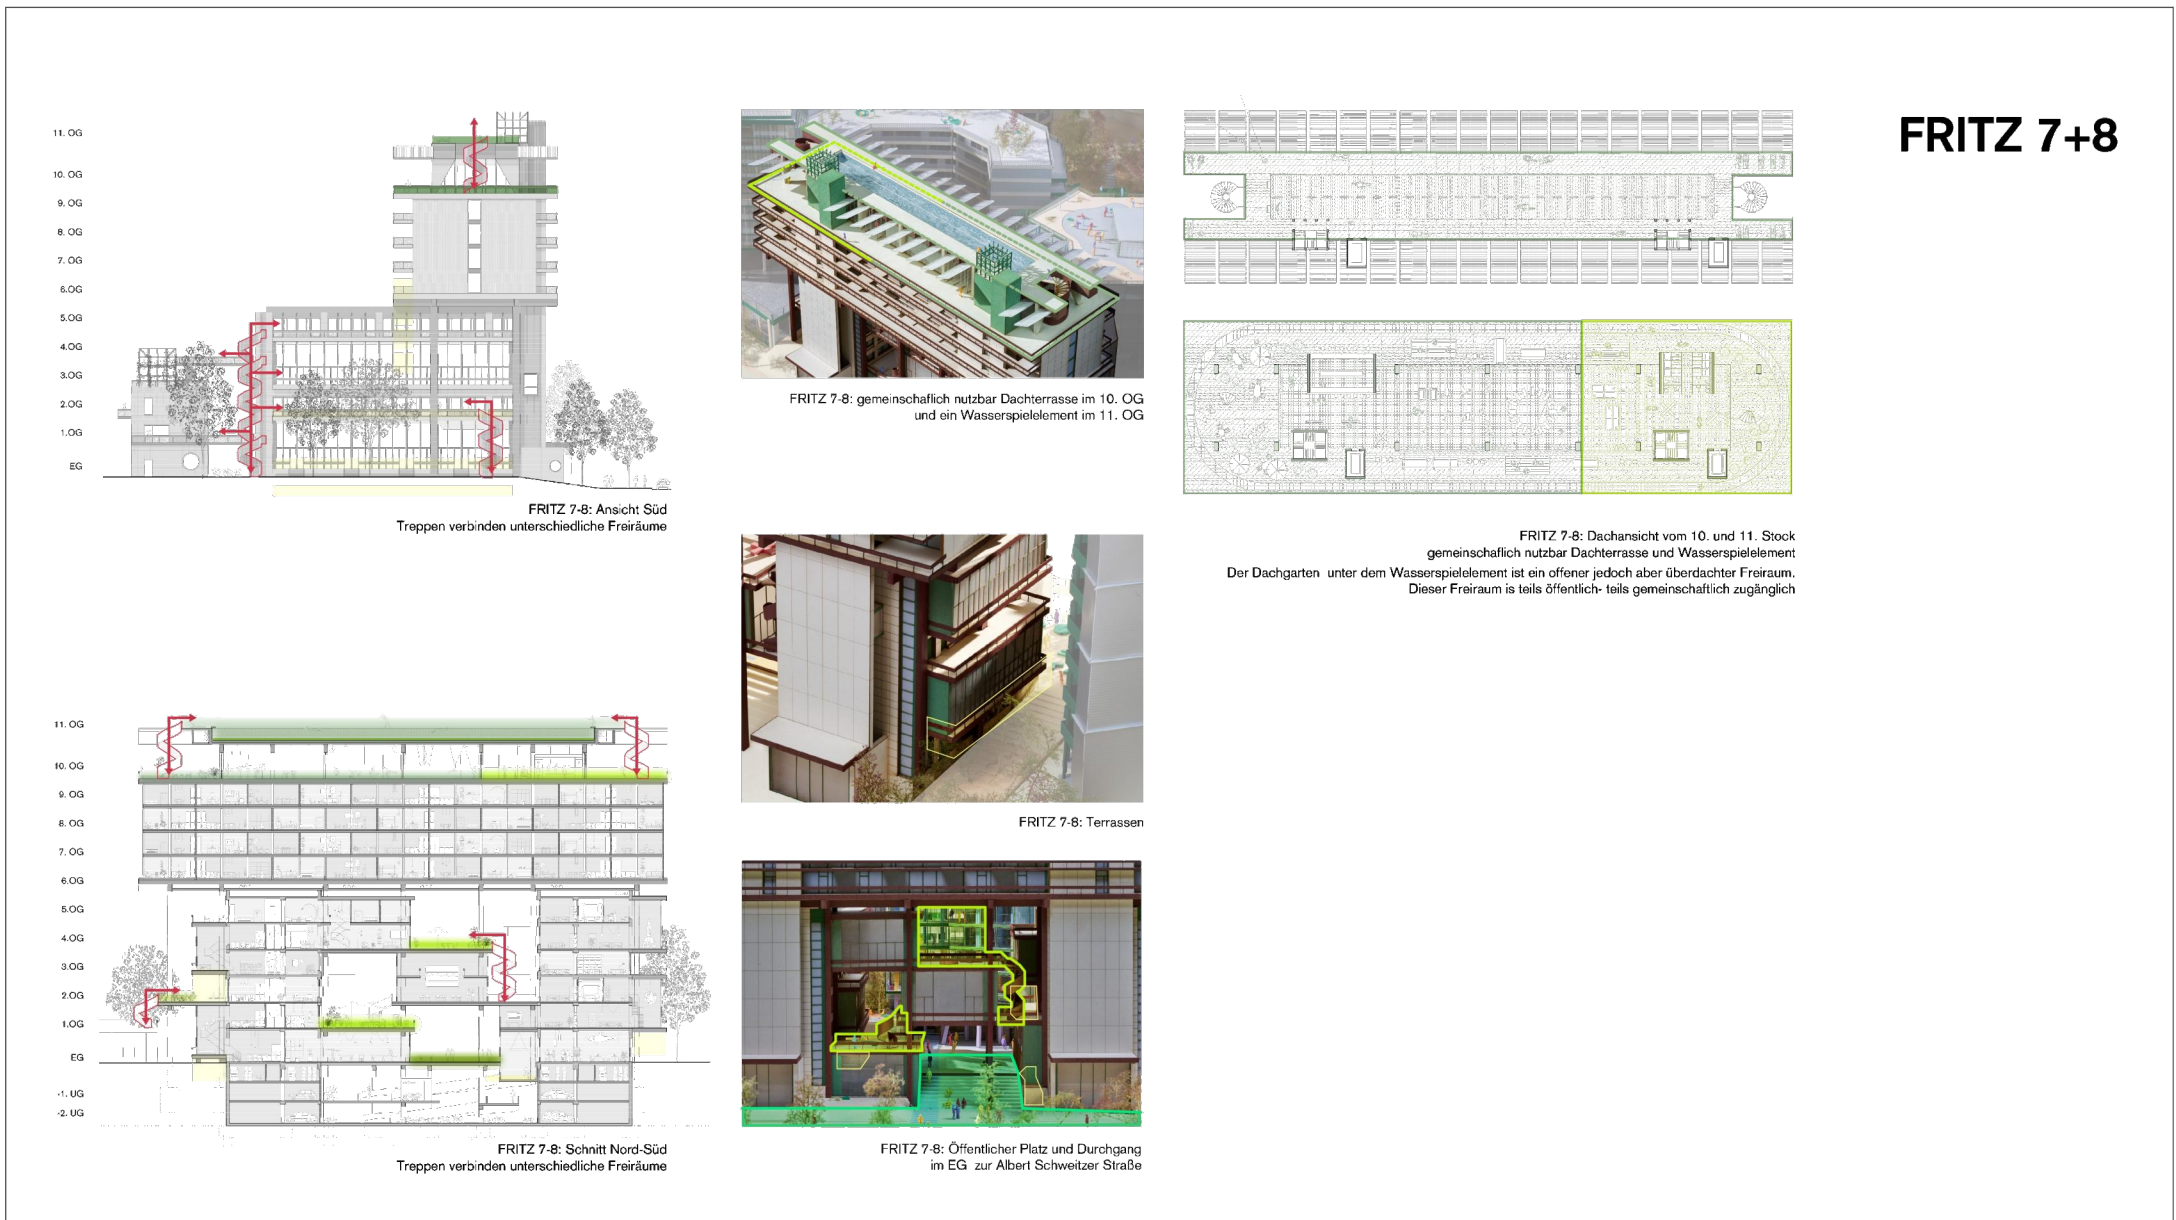 FRITZ 7+8
11. OG
10. OG
9. OG
8. OG
7. OG
6.OG
5.OG
4.OG
3.OG
2.OG
1.OG
EG
FRITZ 7-8: Ansicht Süd
Treppen verbinden unterschiedliche Freiräume
FRITZ 7-8: gemeinschaflich nutzbar Dachterrasse im 10. OG
und ein Wasserspielelement im 11. OG
FRITZ 7-8: Dachansicht vom 10. und 11. Stock
gemeinschaflich nutzbar Dachterrasse und Wasserspielelement
Der Dachgarten unter dem Wasserspielelement ist ein offener jedoch aber überdachter Freiraum.
Dieser Freiraum is teils öffentlich- teils gemeinschaftlich zugänglich
FRITZ 7-8: Terrassen
11. OG
10. OG
9. OG
8. OG
7. OG
6.OG
5.OG
4.OG
3.OG
2.OG
1.OG
EG
-1. UG
-2. UG
FRITZ 7-8: Schnitt Nord-Süd
Treppen verbinden unterschiedliche Freiräume
FRITZ 7-8: Öffentlicher Platz und Durchgang
im EG zur Albert Schweitzer Straße